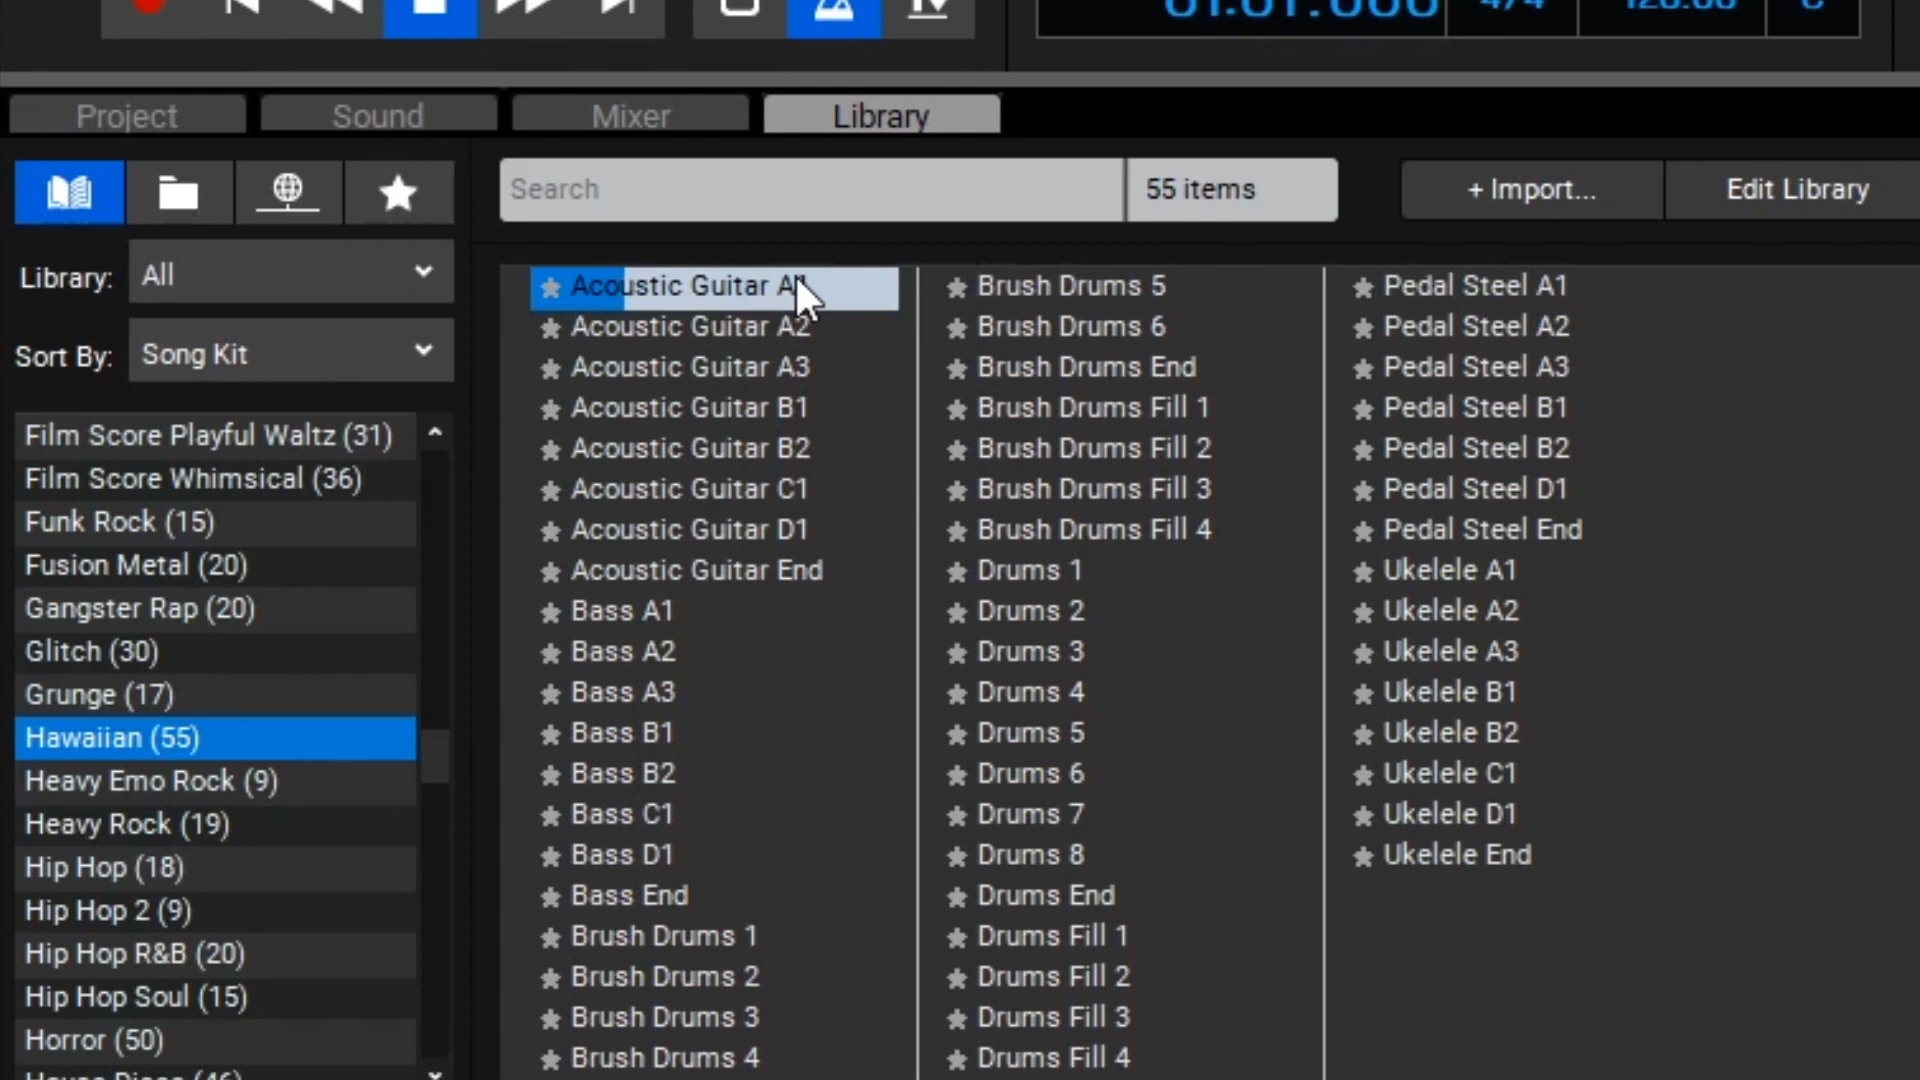 01.01.000
4/4
120.00
C
Project
Sound
Mixer
Library
Search
55 items
+ Import...
Edit Library
Library:
All
Sort By:
Song Kit
Film Score Playful Waltz (31)
Film Score Whimsical (36)
Funk Rock (15)
Fusion Metal (20)
Gangster Rap (20)
Glitch (30)
Grunge (17)
Hawaiian (55)
Heavy Emo Rock (9)
Heavy Rock (19)
Hip Hop (18)
Hip Hop 2 (9)
Hip Hop R&B (20)
Hip Hop Soul (15)
Horror (50)
Acoustic Guitar A1
Acoustic Guitar A2
Acoustic Guitar A3
Acoustic Guitar B1
Acoustic Guitar B2
Acoustic Guitar C1
Acoustic Guitar D1
Acoustic Guitar End
Bass A1
Bass A2
Bass A3
Bass B1
Bass B2
Bass C1
Bass D1
Bass End
Brush Drums 1
Brush Drums 2
Brush Drums 3
Brush Drums 4
Brush Drums 5
Brush Drums 6
Brush Drums End
Brush Drums Fill 1
Brush Drums Fill 2
Brush Drums Fill 3
Brush Drums Fill 4
Drums 1
Drums 2
Drums 3
Drums 4
Drums 5
Drums 6
Drums 7
Drums 8
Drums End
Drums Fill 1
Drums Fill 2
Drums Fill 3
Drums Fill 4
Pedal Steel A1
Pedal Steel A2
Pedal Steel A3
Pedal Steel B1
Pedal Steel B2
Pedal Steel D1
Pedal Steel End
Ukelele A1
Ukelele A2
Ukelele A3
Ukelele B1
Ukelele B2
Ukelele C1
Ukelele D1
Ukelele End